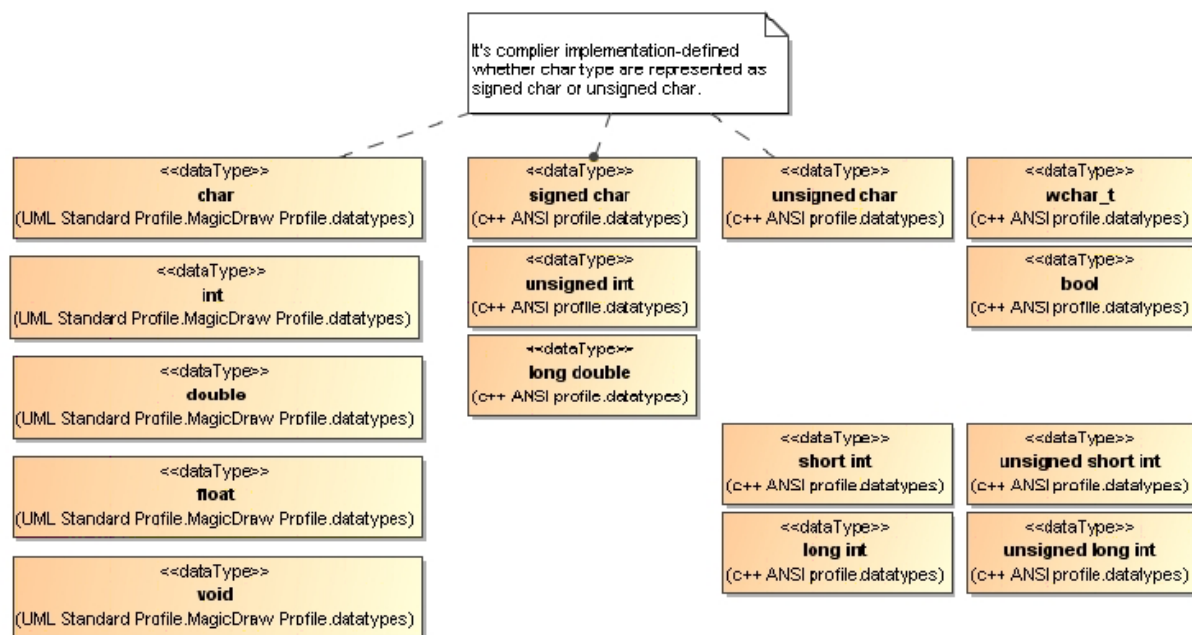 It's complier implementation-defined
whether char type are represented as
signed char or unsigned char.
<<dataType>>
char
(UML Standard Profile.MagicDraw Profile.datatypes)
<<dataType>>
signed char
(c++ ANSI profile.datatypes)
<<dataType>>
unsigned char
(c++ ANSI profile.datatypes)
<<dataType>>
wchar_t
(c++ ANSI profile.datatypes)
<<dataType>>
int
(UML Standard Profile.MagicDraw Profile.datatypes)
<<dataType>>
unsigned int
(c++ ANSI profile.datatypes)
<<dataType>>
bool
(c++ ANSI profile.datatypes)
<<dataType>>
double
(UML Standard Profile.MagicDraw Profile.datatypes)
<<dataType>>
long double
(c++ ANSI profile.datatypes)
<<dataType>>
float
(UML Standard Profile.MagicDraw Profile.datatypes)
<<dataType>>
short int
(c++ ANSI profile.datatypes)
<<dataType>>
unsigned short int
(c++ ANSI profile.datatypes)
<<dataType>>
void
(UML Standard Profile.MagicDraw Profile.datatypes)
<<dataType>>
long int
(c++ ANSI profile.datatypes)
<<dataType>>
unsigned long int
(c++ ANSI profile.datatypes)